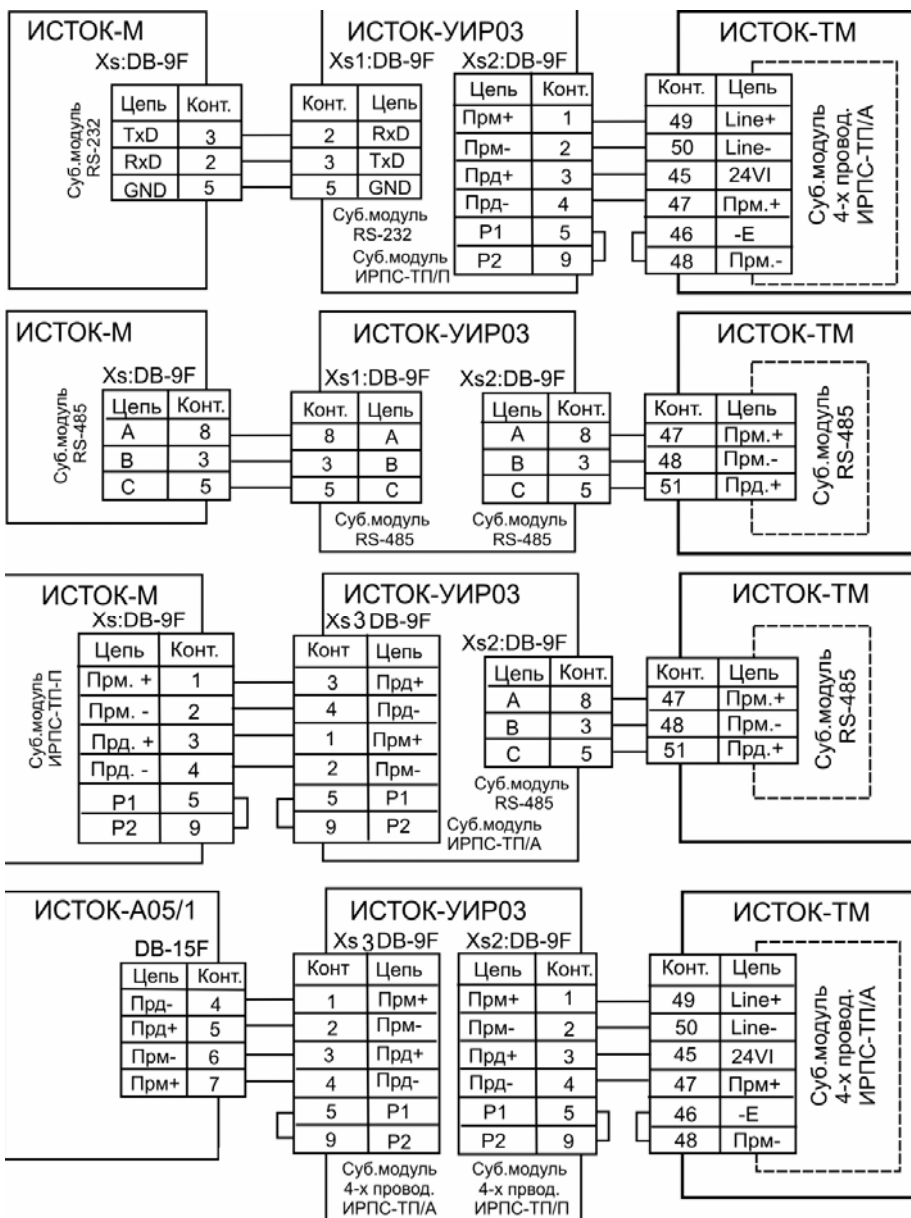 ИСТОК-М
Xs:DB-9F
Суб.модуль
RS-232
Цепь Конт.
TxD 3
RxD 2
GND 5
ИСТОК-УИР03
Xs1:DB-9F
Конт. Цепь
2 RxD
3 TxD
5 GND
Суб.модуль
RS-232
Xs2:DB-9F
Цепь Конт.
Прм+ 1
Прм- 2
Прд+ 3
Прд- 4
P1 5
P2 9
Суб.модуль
ИРПС-ТП/П
ИСТОК-ТМ
Конт. Цепь
49 Line+
50 Line-
45 24VI
47 Прм.+
46 -E
48 Прм.-
Суб.модуль
4-х провод.
ИРПС-ТП/А
ИСТОК-М
Xs:DB-9F
Суб.модуль
RS-485
Цепь Конт.
A 8
B 3
C 5
ИСТОК-УИР03
Xs1:DB-9F
Конт. Цепь
8 A
3 B
5 C
Суб.модуль
RS-485
Xs2:DB-9F
Цепь Конт.
A 8
B 3
C 5
Суб.модуль
RS-485
ИСТОК-ТМ
Конт. Цепь
47 Прм.+
48 Прм.-
51 Прд.+
Суб.модуль
RS-485
ИСТОК-М
Xs:DB-9F
Суб.модуль
ИРПС-ТП-П
Цепь Конт.
Прм. + 1
Прм. - 2
Прд. + 3
Прд. - 4
P1 5
P2 9
ИСТОК-УИР03
Xs3 DB-9F
Конт Цепь
3 Прд+
4 Прд-
1 Прм+
2 Прм-
5 P1
9 P2
Суб.модуль
ИРПС-ТП/А
Xs2:DB-9F
Цепь Конт.
A 8
B 3
C 5
Суб.модуль
RS-485
ИСТОК-ТМ
Конт. Цепь
47 Прм.+
48 Прм.-
51 Прд.+
Суб.модуль
RS-485
ИСТОК-А05/1
DB-15F
Цепь Конт.
Прд- 4
Прд+ 5
Прм- 6
Прм+ 7
ИСТОК-УИР03
Xs3DB-9F
Конт Цепь
1 Прм+
2 Прм-
3 Прд+
4 Прд-
5 P1
9 P2
Суб.модуль
4-х провод.
ИРПС-ТП/А
Xs2:DB-9F
Цепь Конт.
Прм+ 1
Прм- 2
Прд+ 3
Прд- 4
P1 5
P2 9
Суб.модуль
4-х првод.
ИРПС-ТП/П
ИСТОК-ТМ
Конт. Цепь
49 Line+
50 Line-
45 24VI
47 Прм+
46 -E
48 Прм-
Суб.модуль
4-х провод.
ИРПС-ТП/А